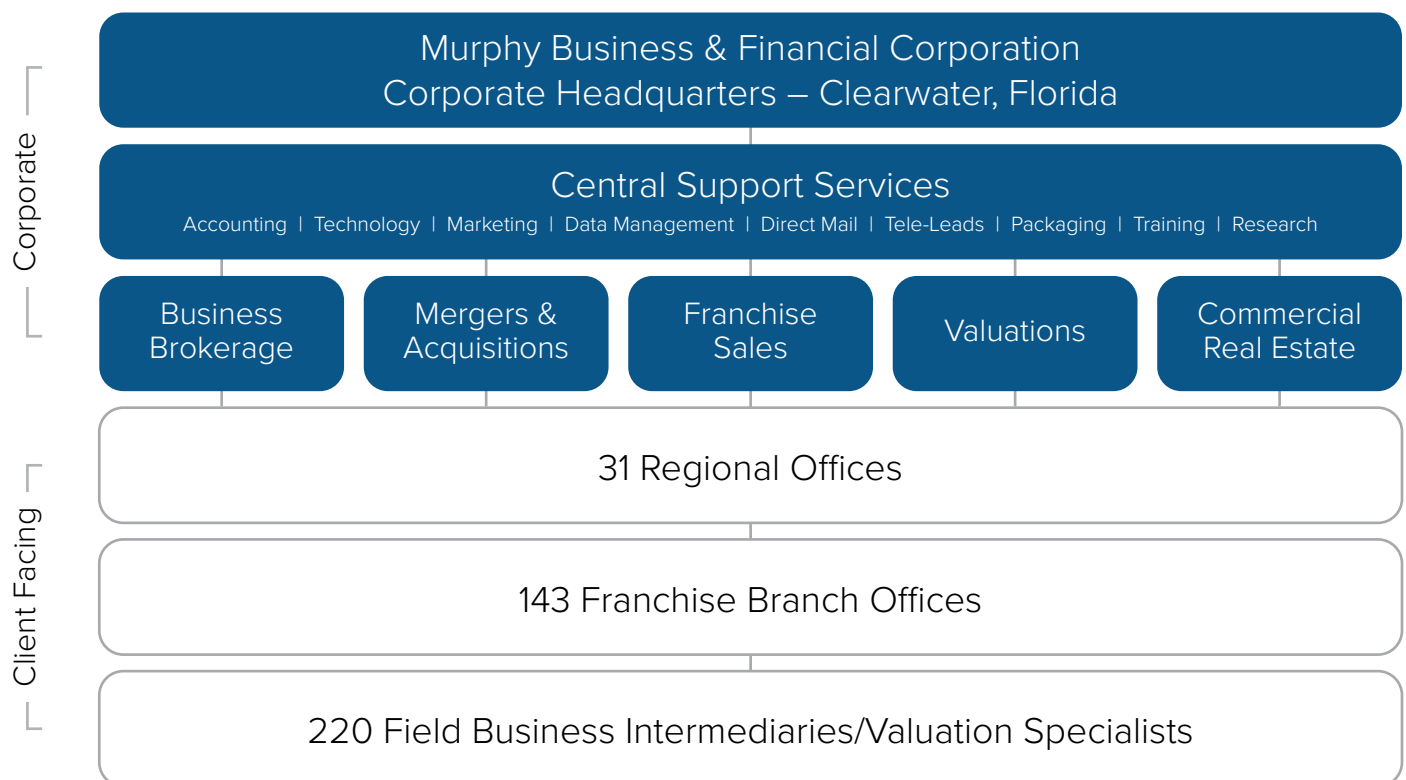 Murphy Business & Financial Corporation
Corporate Headquarters – Clearwater, Florida
Corporate
Central Support Services
Accounting | Technology | Marketing | Data Management | Direct Mail | Tele-Leads | Packaging | Training | Research
Business
Brokerage
Mergers &
Acquisitions
Franchise
Sales
Valuations
Commercial
Real Estate
Client Facing
31 Regional Offices
143 Franchise Branch Offices
220 Field Business Intermediaries/Valuation Specialists